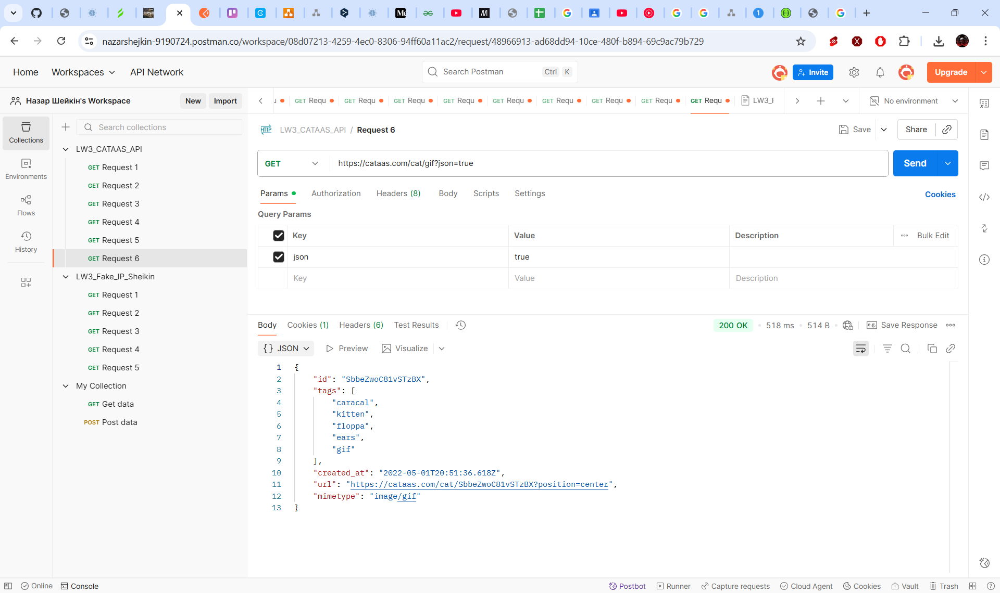 nazarshejkin-9190724.postman.co/workspace/08d07213-4259-4ec0-8306-94ff60a11ac2/request/48966913-ad68dd94-10ce-480f-b894-69c9ac79b729
Home Workspaces API Network
Search Postman Ctrl K
Invite Upgrade
Назар Шейкін's Workspace New Import
GET Requ GET Requ GET Requ GET Requ GET Requ GET Requ GET Requ GET Requ GET Requ LW3_F
No environment
Collections
Environments
Flows
History
Search collections
LW3_CATAAS_API
GET Request 1
GET Request 2
GET Request 3
GET Request 4
GET Request 5
GET Request 6
LW3_Fake_IP_Sheikin
GET Request 1
GET Request 2
GET Request 3
GET Request 4
GET Request 5
My Collection
GET Get data
POST Post data
HTTP LW3_CATAAS_API / Request 6
Save Share
GET https://cataas.com/cat/gif?json=true Send
Params Authorization Headers (8) Body Scripts Settings Cookies
Query Params
Key Value Description Bulk Edit
json true
Key Value Description
Body Cookies (1) Headers (6) Test Results
200 OK 518 ms 514 B e.g. Save Response
{} JSON Preview Visualize
1 {
2 "id": "SbbeZwoC81vSTzBX",
3 "tags": [
4 "caracal",
5 "kitten",
6 "floppa",
7 "ears",
8 "gif"
9 ],
10 "created_at": "2022-05-01T20:51:36.618Z",
11 "url": "https://cataas.com/cat/SbbeZwoC81vSTzBX?position=center",
12 "mimetype": "image/gif"
13 }
Online Console
Postbot Runner Capture requests Cloud Agent Cookies Vault Trash